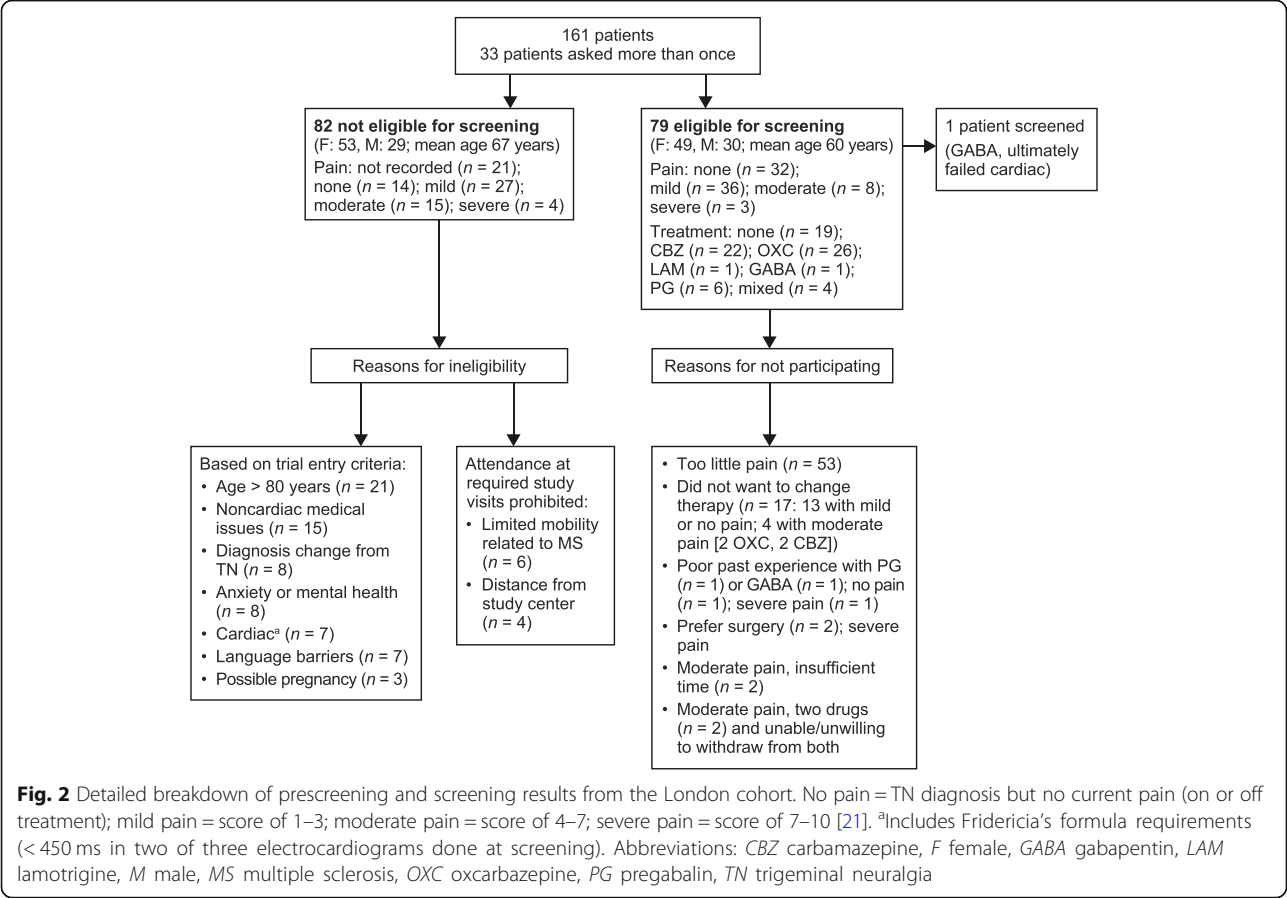 161 patients
33 patients asked more than once
82 not eligible for screening
(F: 53, M: 29; mean age 67 years)
Pain: not recorded (n = 21);
none (n = 14); mild (n = 27);
moderate (n = 15); severe (n = 4)
79 eligible for screening
(F: 49, M: 30; mean age 60 years)
Pain: none (n = 32);
mild (n = 36); moderate (n = 8);
severe (n = 3)
Treatment: none (n = 19);
CBZ (n = 22); OXC (n = 26);
LAM (n = 1); GABA (n = 1);
PG (n = 6); mixed (n = 4)
1 patient screened
(GABA, ultimately
failed cardiac)
Reasons for ineligibility
Reasons for not participating
Based on trial entry criteria:
• Age > 80 years (n = 21)
• Noncardiac medical
issues (n = 15)
• Diagnosis change from
TN (n = 8)
• Anxiety or mental health
(n = 8)
• Cardiacᵃ (n = 7)
• Language barriers (n = 7)
• Possible pregnancy (n = 3)
Attendance at
required study
visits prohibited:
• Limited mobility
related to MS
(n = 6)
• Distance from
study center
(n = 4)
• Too little pain (n = 53)
• Did not want to change
therapy (n = 17: 13 with mild
or no pain; 4 with moderate
pain [2 OXC, 2 CBZ])
• Poor past experience with PG
(n = 1) or GABA (n = 1); no pain
(n = 1); severe pain (n = 1)
• Prefer surgery (n = 2); severe
pain
• Moderate pain, insufficient
time (n = 2)
• Moderate pain, two drugs
(n = 2) and unable/unwilling
to withdraw from both
Fig. 2 Detailed breakdown of prescreening and screening results from the London cohort. No pain = TN diagnosis but no current pain (on or off
treatment); mild pain = score of 1–3; moderate pain = score of 4–7; severe pain = score of 7–10 [21]. ᵃIncludes Fridericia's formula requirements
(< 450 ms in two of three electrocardiograms done at screening). Abbreviations: CBZ carbamazepine, F female, GABA gabapentin, LAM
lamotrigine, M male, MS multiple sclerosis, OXC oxcarbazepine, PG pregabalin, TN trigeminal neuralgia